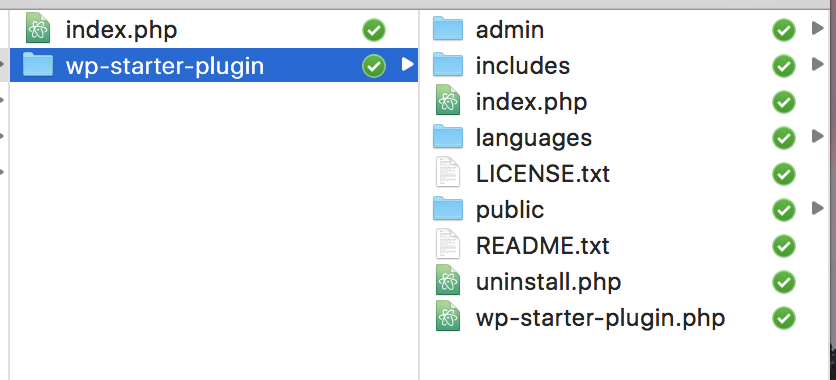 index.php
wp-starter-plugin
admin
includes
index.php
languages
LICENSE.txt
public
README.txt
uninstall.php
wp-starter-plugin.php